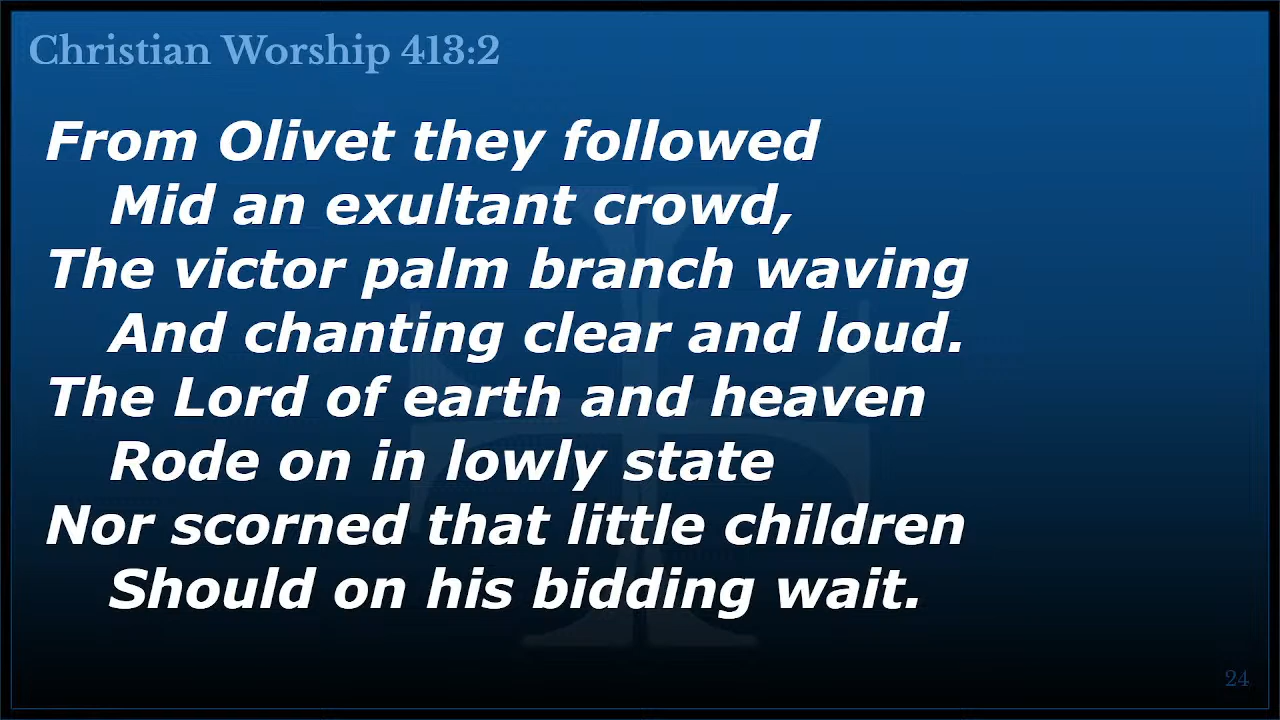 Christian Worship 413:2
From Olivet they followed
Mid an exultant crowd,
The victor palm branch waving
And chanting clear and loud.
The Lord of earth and heaven
Rode on in lowly state
Nor scorned that little children
Should on his bidding wait.
24